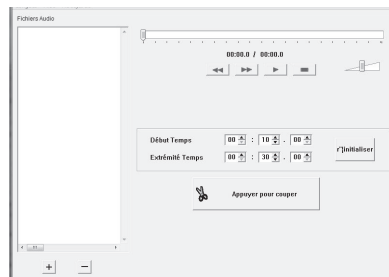 Fichiers Audio
00:00.0 / 00:00.0
Début Temps 00 : 10 . 00
Extrémité Temps 00 : 30 . 00
r˜]initialiser
Appuyer pour couper